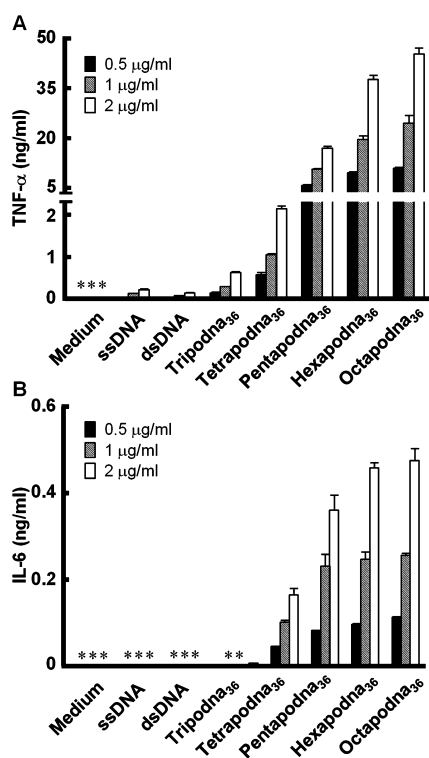 A
TNF-α (ng/ml)
50
35
20
5
2
1
0
0.5 μg/ml
1 μg/ml
2 μg/ml
***
Medium
ssDNA
dsDNA
Tripodna36
Tetrapodna36
Pentapodna36
Hexapodna36
Octapodna36
B
IL-6 (ng/ml)
0.6
0.4
0.2
0
0.5 μg/ml
1 μg/ml
2 μg/ml
*** *** *** **
Medium
ssDNA
dsDNA
Tripodna36
Tetrapodna36
Pentapodna36
Hexapodna36
Octapodna36